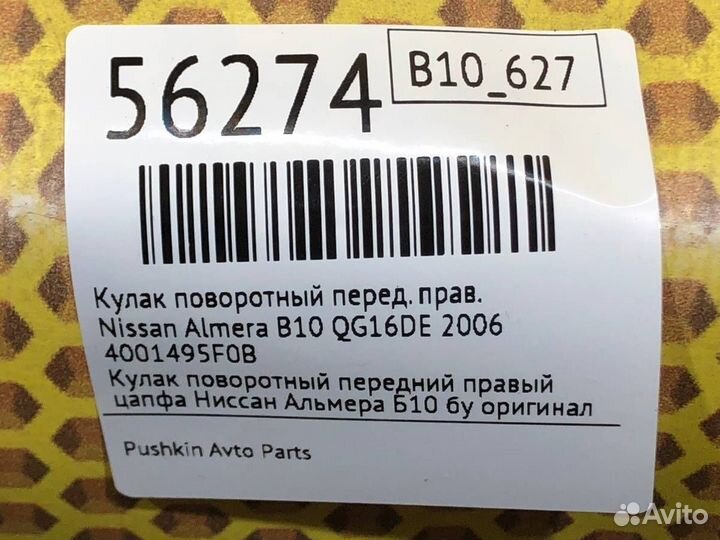 56274
B10_627
Кулак поворотный перед. прав.
Nissan Almera B10 QG16DE 2006
4001495F0B
Кулак поворотный передний правый
цапфа Ниссан Альмера Б10 бу оригинал
Pushkin Avto Parts
Avito